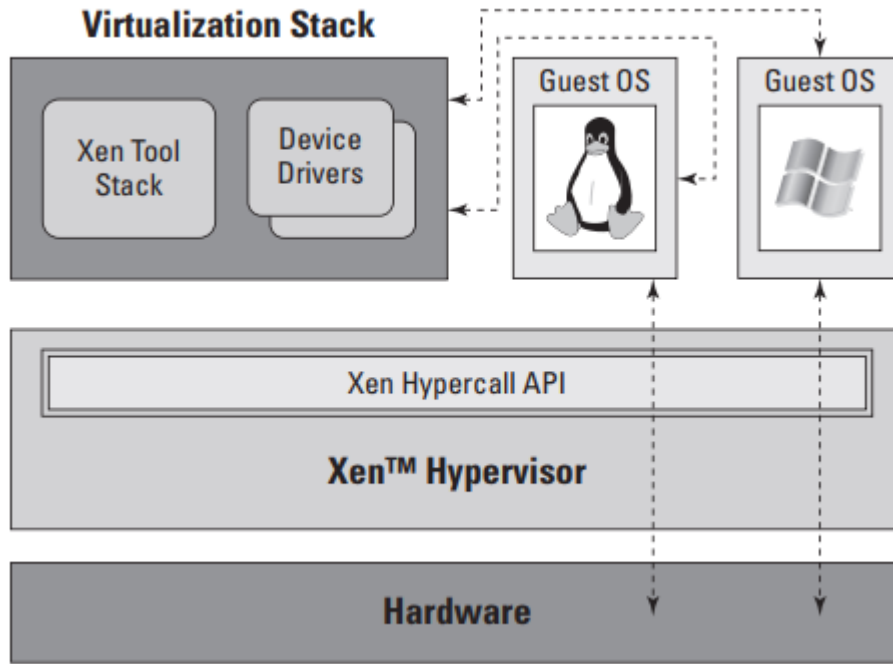 Virtualization Stack
Guest OS
Guest OS
Xen Tool
Stack
Device
Drivers
Xen Hypercall API
Xen™ Hypervisor
Hardware